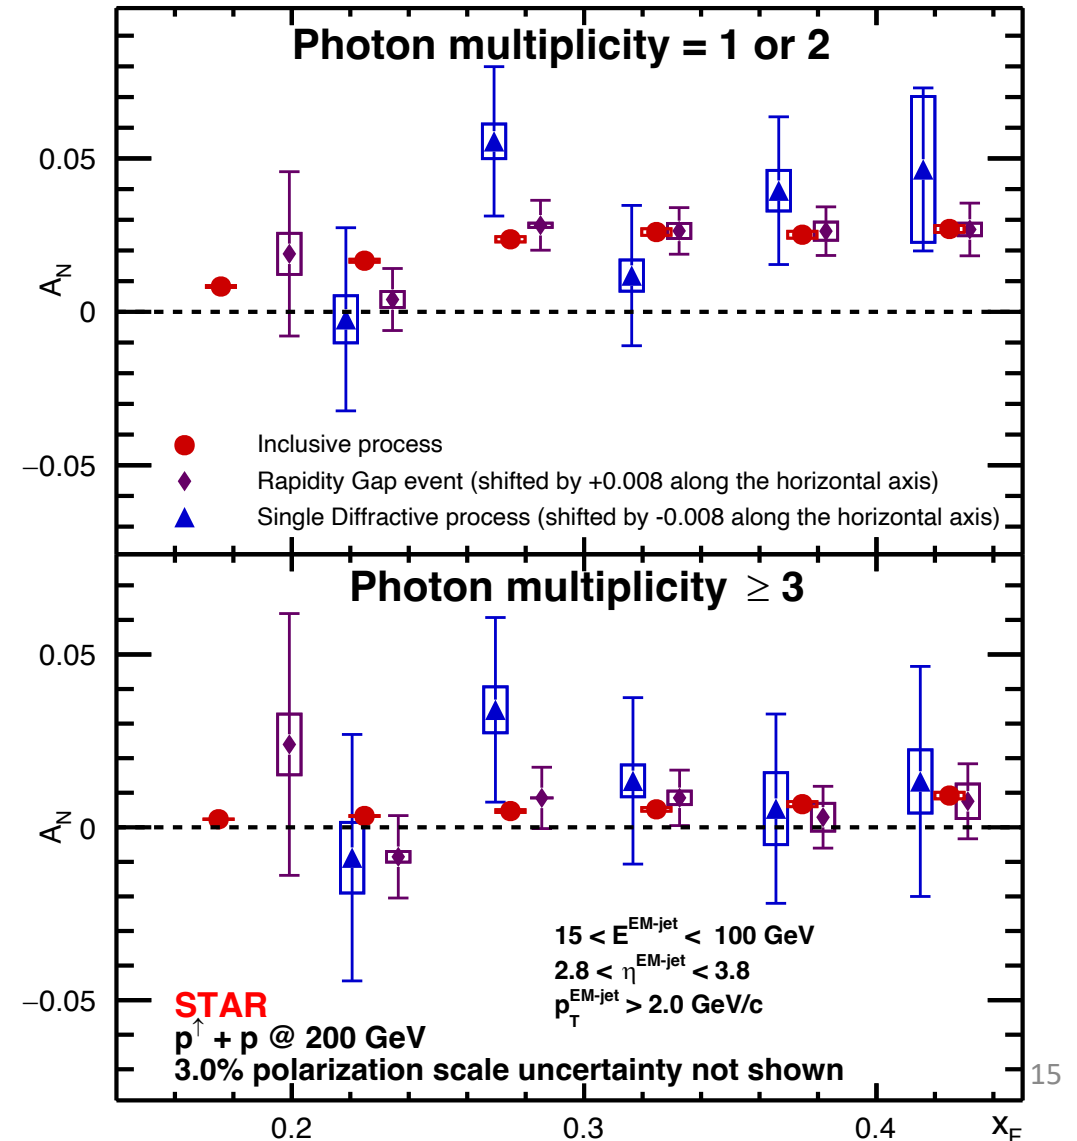 Photon multiplicity = 1 or 2
0.05
A_N
0
−0.05
Inclusive process
Rapidity Gap event (shifted by +0.008 along the horizontal axis)
Single Diffractive process (shifted by -0.008 along the horizontal axis)
Photon multiplicity ≥ 3
0.05
A_N
0
−0.05
15 < E^EM-jet < 100 GeV
2.8 < η^EM-jet < 3.8
p_T^EM-jet > 2.0 GeV/c
STAR
p^↑ + p @ 200 GeV
3.0% polarization scale uncertainty not shown
15
0.2 0.3 0.4 x_F